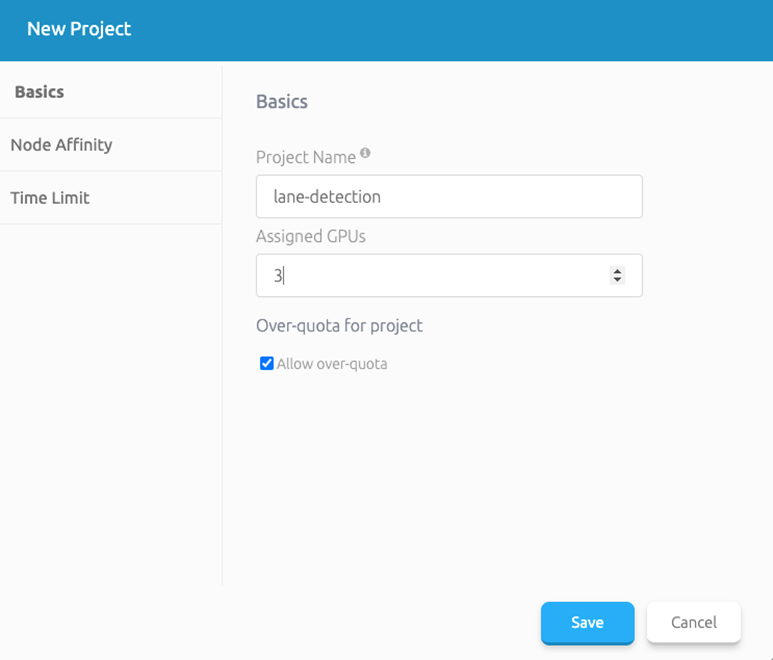 New Project
Basics
Node Affinity
Time Limit
Basics
Project Name
lane-detection
Assigned GPUs
3
Over-quota for project
Allow over-quota
Save
Cancel